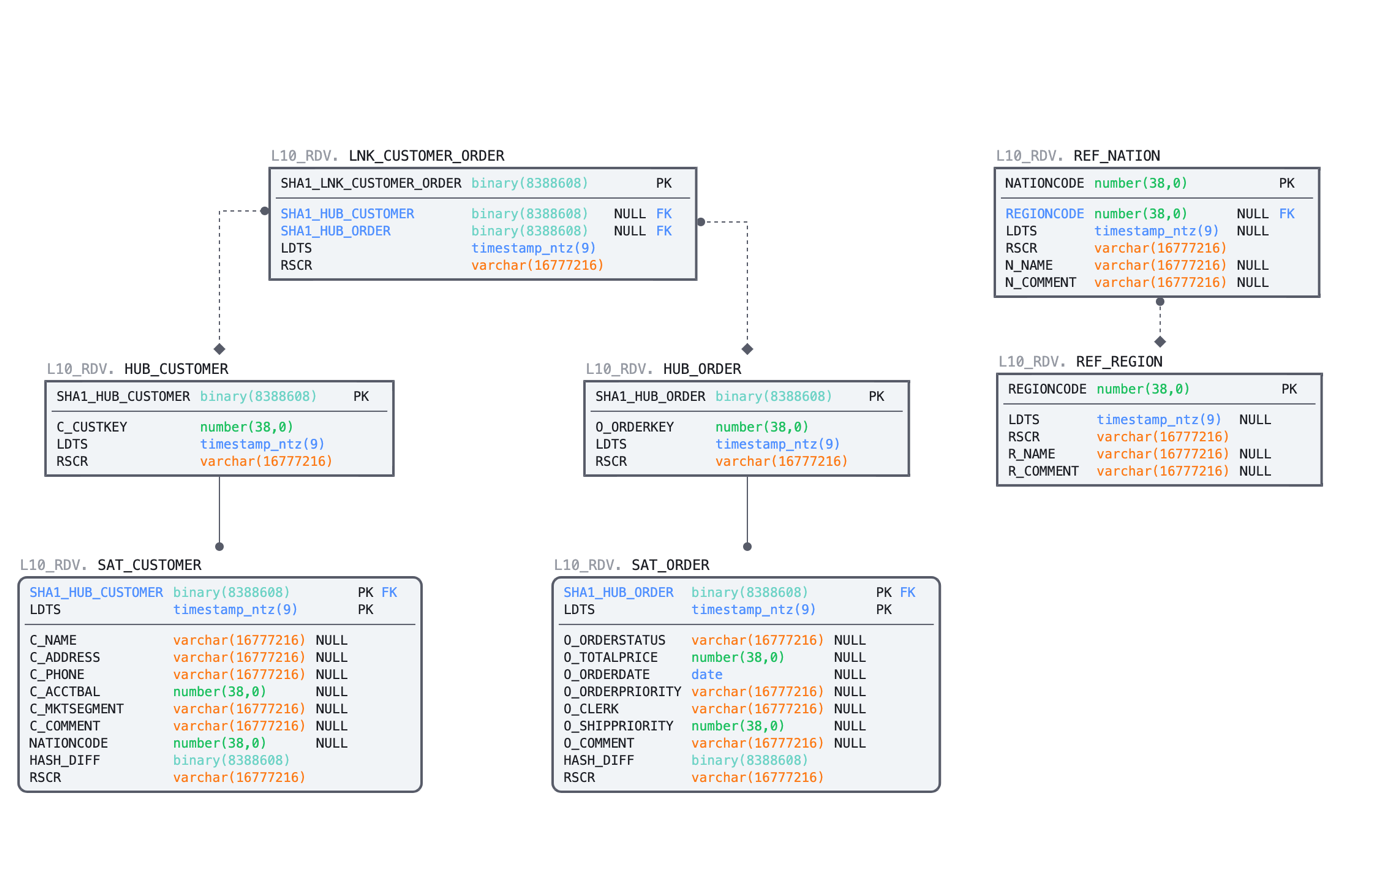 L10_RDV. LNK_CUSTOMER_ORDER
SHA1_LNK_CUSTOMER_ORDER binary(8388608) PK
SHA1_HUB_CUSTOMER binary(8388608) NULL FK
SHA1_HUB_ORDER binary(8388608) NULL FK
LDTS timestamp_ntz(9)
RSCR varchar(16777216)
L10_RDV. REF_NATION
NATIONCODE number(38,0) PK
REGIONCODE number(38,0) NULL FK
LDTS timestamp_ntz(9) NULL
RSCR varchar(16777216)
N_NAME varchar(16777216) NULL
N_COMMENT varchar(16777216) NULL
L10_RDV. HUB_CUSTOMER
SHA1_HUB_CUSTOMER binary(8388608) PK
C_CUSTKEY number(38,0)
LDTS timestamp_ntz(9)
RSCR varchar(16777216)
L10_RDV. HUB_ORDER
SHA1_HUB_ORDER binary(8388608) PK
O_ORDERKEY number(38,0)
LDTS timestamp_ntz(9)
RSCR varchar(16777216)
L10_RDV. REF_REGION
REGIONCODE number(38,0) PK
LDTS timestamp_ntz(9) NULL
RSCR varchar(16777216)
R_NAME varchar(16777216) NULL
R_COMMENT varchar(16777216) NULL
L10_RDV. SAT_CUSTOMER
SHA1_HUB_CUSTOMER binary(8388608) PK FK
LDTS timestamp_ntz(9) PK
C_NAME varchar(16777216) NULL
C_ADDRESS varchar(16777216) NULL
C_PHONE varchar(16777216) NULL
C_ACCTBAL number(38,0) NULL
C_MKTSEGMENT varchar(16777216) NULL
C_COMMENT varchar(16777216) NULL
NATIONCODE number(38,0) NULL
HASH_DIFF binary(8388608)
RSCR varchar(16777216)
L10_RDV. SAT_ORDER
SHA1_HUB_ORDER binary(8388608) PK FK
LDTS timestamp_ntz(9) PK
O_ORDERSTATUS varchar(16777216) NULL
O_TOTALPRICE number(38,0) NULL
O_ORDERDATE date NULL
O_ORDERPRIORITY varchar(16777216) NULL
O_CLERK varchar(16777216) NULL
O_SHIPPRIORITY number(38,0) NULL
O_COMMENT varchar(16777216) NULL
HASH_DIFF binary(8388608)
RSCR varchar(16777216)